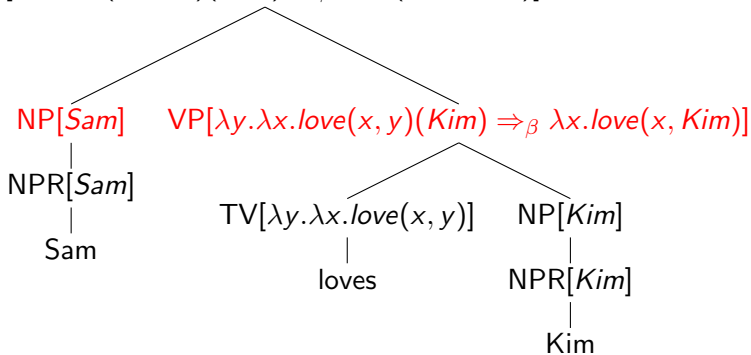 NP[Sam] VP[λy.λx.love(x, y)(Kim) ⇒β λx.love(x, Kim)]
NPR[Sam]
TV[λy.λx.love(x, y)] NP[Kim]
Sam
loves NPR[Kim]
Kim